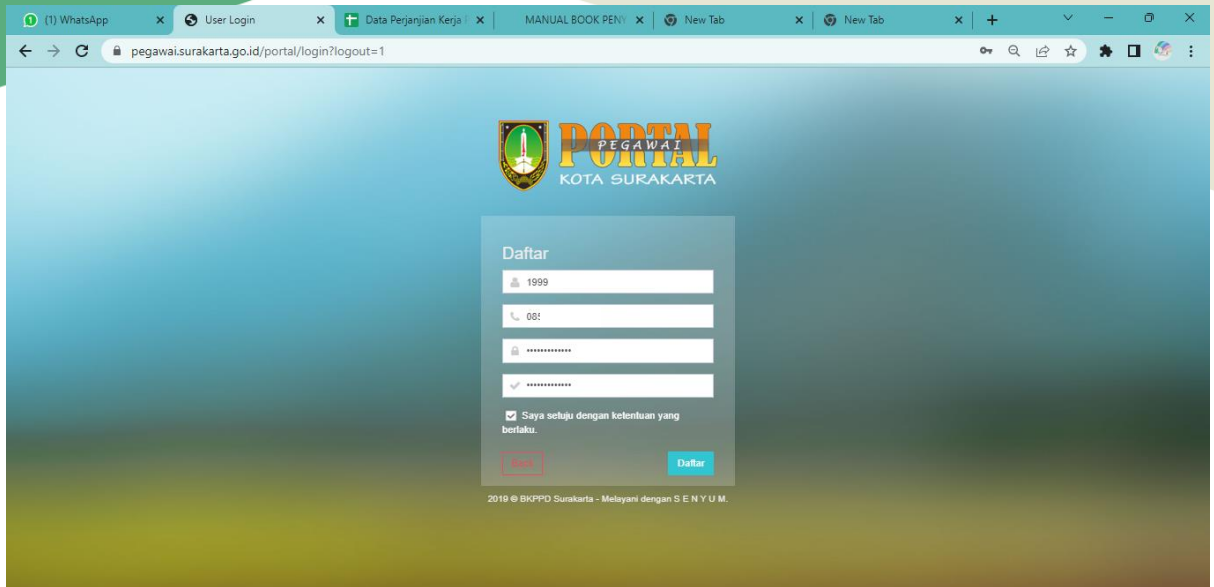 (1) WhatsApp
User Login
Data Perjanjian Kerja
MANUAL BOOK PENY
New Tab
New Tab
pegawai.surakarta.go.id/portal/login?logout=1
PORTAL
PEGAWAI
KOTA SURAKARTA
Daftar
1999
085
Saya setuju dengan ketentuan yang
berlaku.
Daftar
2019 © BKPPD Surakarta - Melayani dengan S E N Y U M.